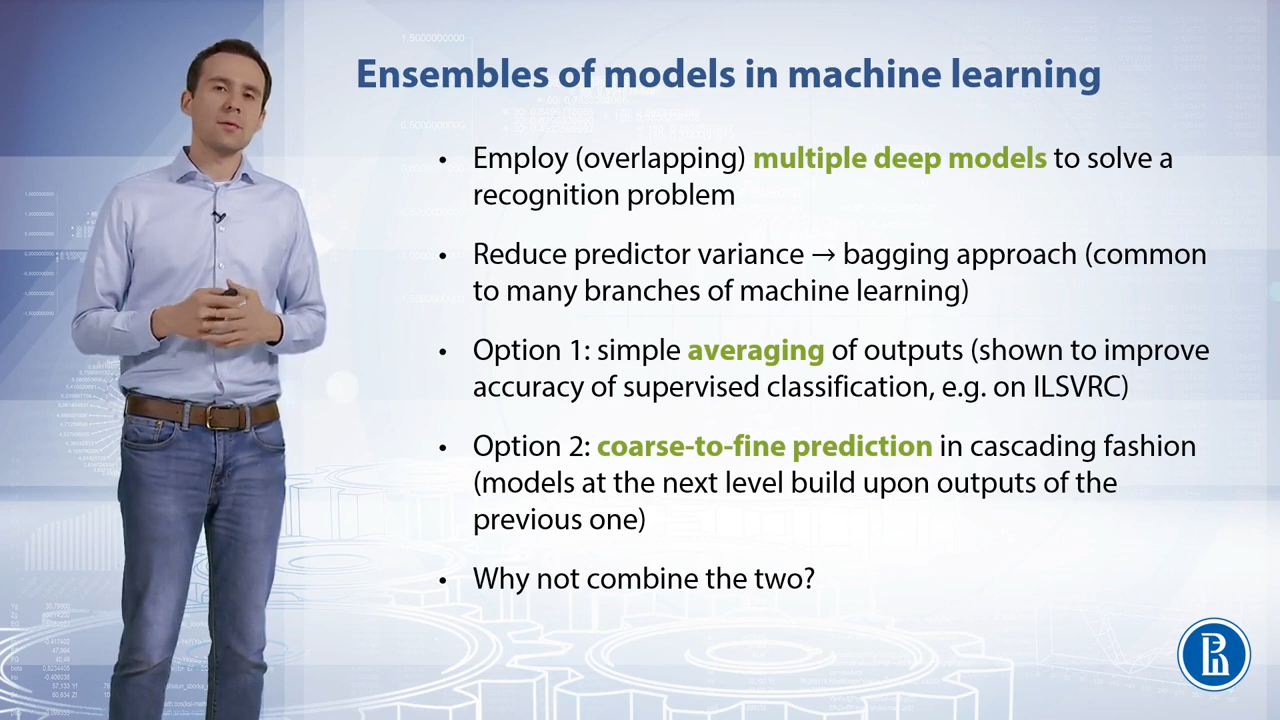 Ensembles of models in machine learning
• Employ (overlapping) multiple deep models to solve a
recognition problem
• Reduce predictor variance → bagging approach (common
to many branches of machine learning)
• Option 1: simple averaging of outputs (shown to improve
accuracy of supervised classification, e.g. on ILSVRC)
• Option 2: coarse-to-fine prediction in cascading fashion
(models at the next level build upon outputs of the
previous one)
• Why not combine the two?